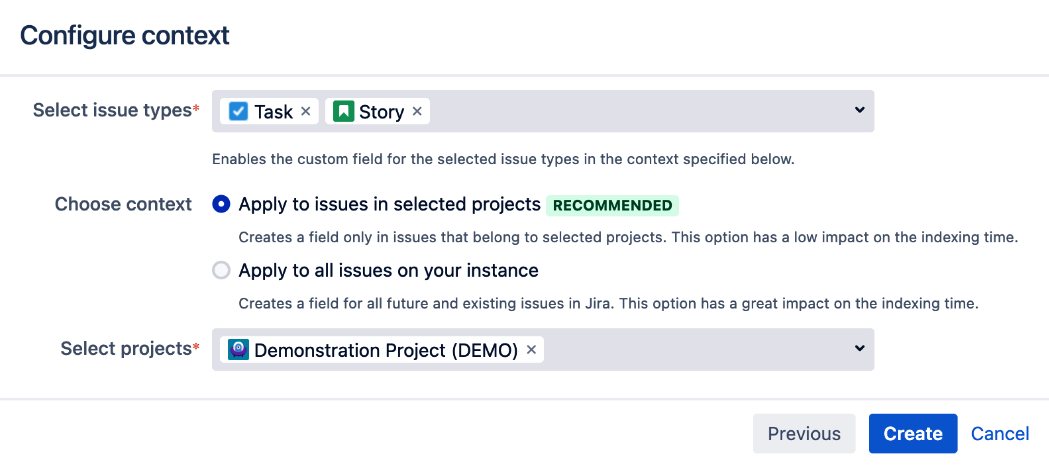 Configure context
Select issue types* Task × Story ×
Enables the custom field for the selected issue types in the context specified below.
Choose context Apply to issues in selected projects RECOMMENDED
Creates a field only in issues that belong to selected projects. This option has a low impact on the indexing time.
Apply to all issues on your instance
Creates a field for all future and existing issues in Jira. This option has a great impact on the indexing time.
Select projects* Demonstration Project (DEMO) ×
Previous Create Cancel